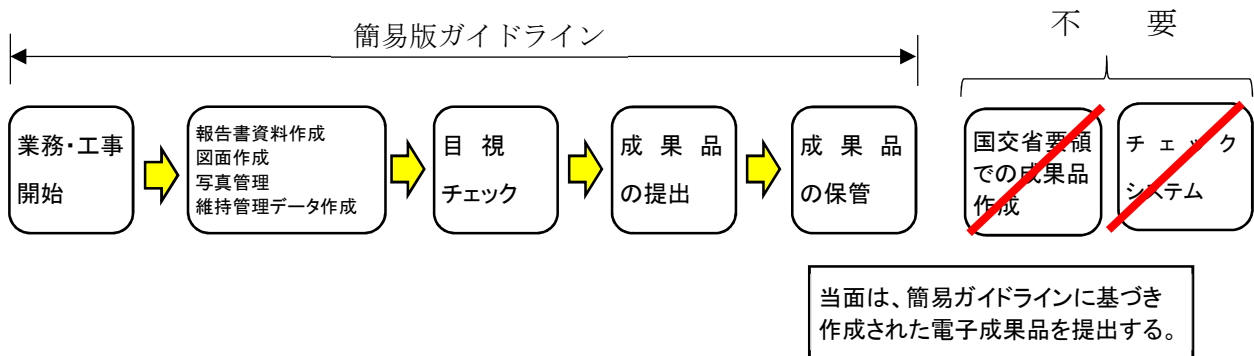 簡易版ガイドライン
不 要
業務・工事
開始
報告書資料作成
図面作成
写真管理
維持管理データ作成
目 視
チェック
成 果 品
の提出
成 果 品
の保管
国交省要領
での成果品
作成
チ ェ ッ ク
システム
当面は、簡易ガイドラインに基づき
作成された電子成果品を提出する。